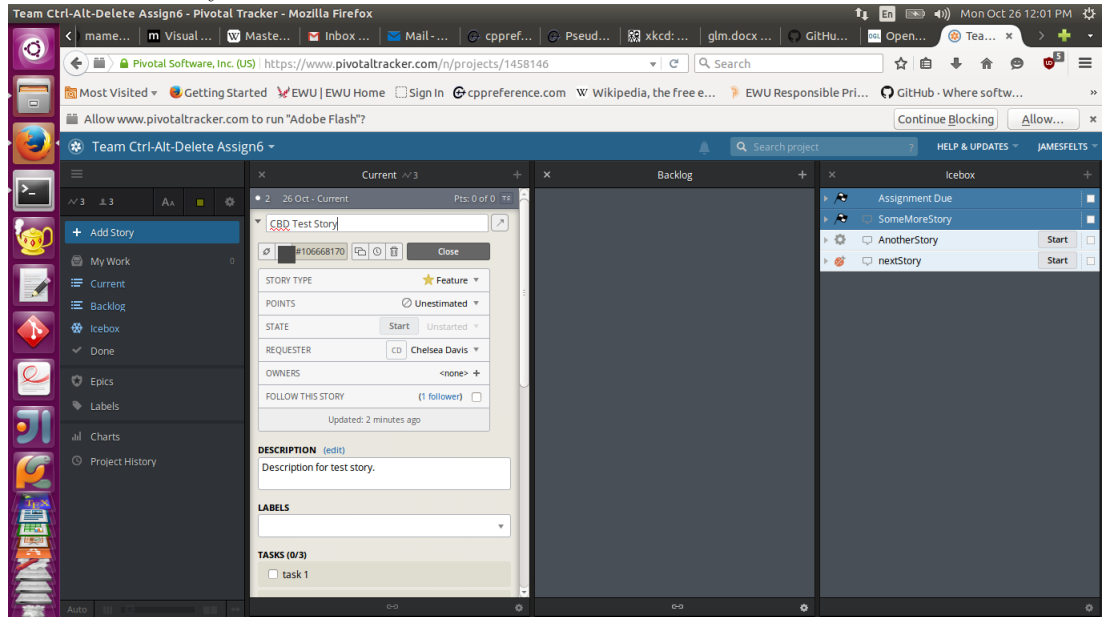 Team Ctrl-Alt-Delete Assign6 - Pivotal Tracker - Mozilla Firefox
En
Mon Oct 26 12:01 PM
mame...
m Visual ...
W Maste...
Inbox ...
Mail - ...
cppref...
Pseud...
xkcd: ...
glm.docx ...
GitHu...
OGL Open...
Tea...
Pivotal Software, Inc. (US)
https://www.pivotaltracker.com/n/projects/1458146
Search
5
Most Visited
Getting Started
EWU | EWU Home
Sign In
cppreference.com
W Wikipedia, the free e...
EWU Responsible Pri...
GitHub · Where softw...
»
Allow www.pivotaltracker.com to run "Adobe Flash"?
Continue Blocking
Allow...
Team Ctrl-Alt-Delete Assign6
Search project
?
HELP & UPDATES
JAMESFELTS
3
3
AA
+ Add Story
My Work
0
Current
Backlog
Icebox
Done
Epics
Labels
Charts
Project History
Auto
Current 3
2 26 Oct - Current
Pts: 0 of 0
CBD Test Story
#106668170
Close
STORY TYPE
Feature
POINTS
Unestimated
STATE
Start
Unstarted
REQUESTER
CD Chelsea Davis
OWNERS
<none> +
FOLLOW THIS STORY
(1 follower)
Updated: 2 minutes ago
DESCRIPTION (edit)
Description for test story.
LABELS
TASKS (0/3)
task 1
Backlog
Icebox
Assignment Due
SomeMoreStory
AnotherStory
Start
nextStory
Start